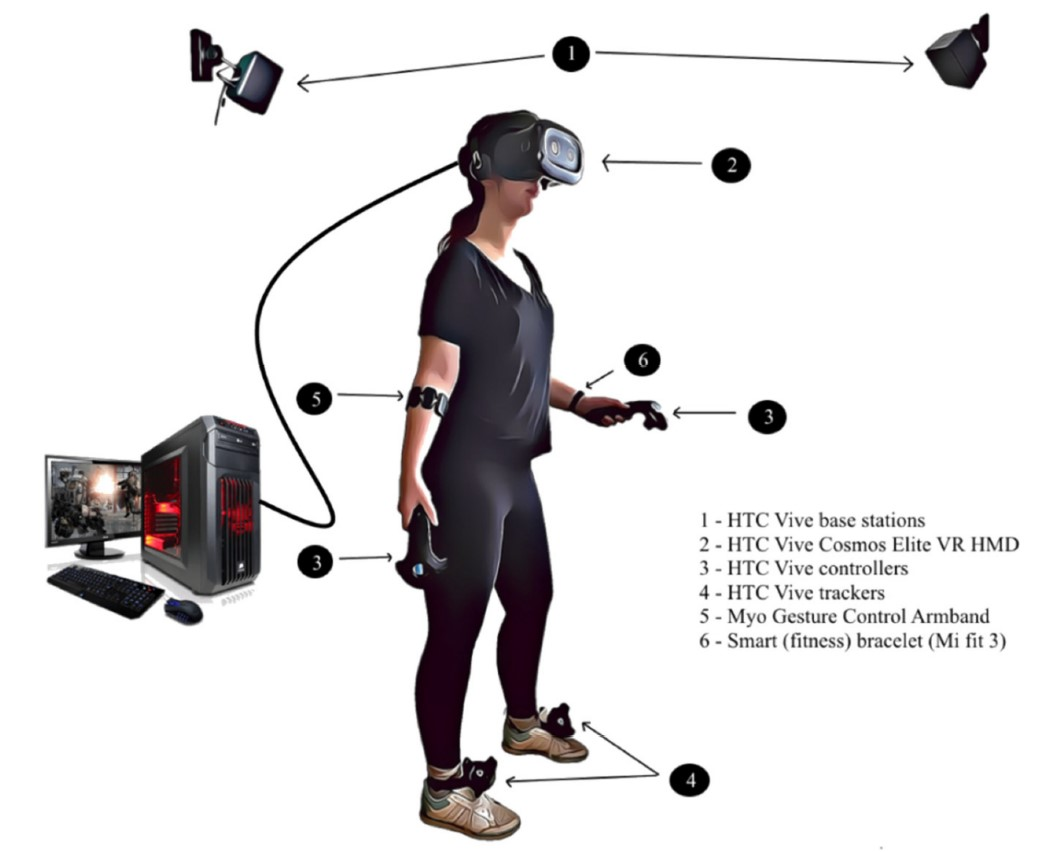 1
2
6
5
3
3
1 - HTC Vive base stations
2 - HTC Vive Cosmos Elite VR HMD
3 - HTC Vive controllers
4 - HTC Vive trackers
5 - Myo Gesture Control Armband
6 - Smart (fitness) bracelet (Mi fit 3)
4